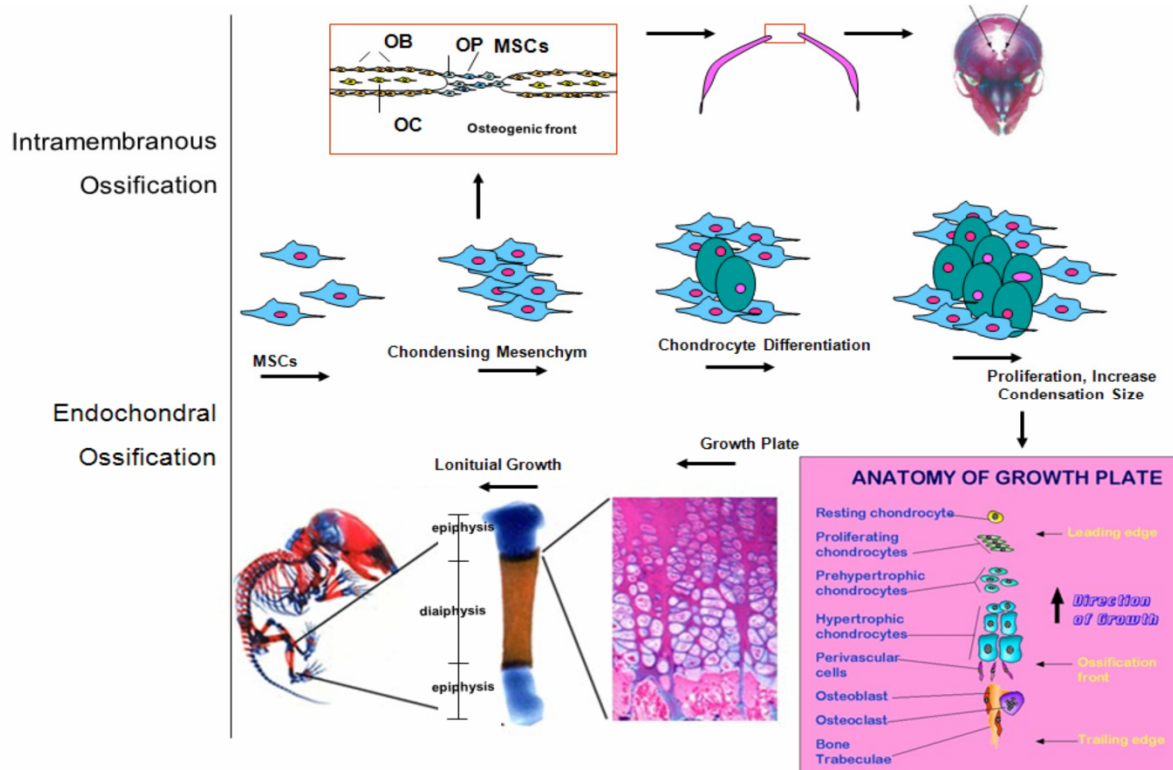 OB
OP
MSCs
OC
Osteogenic front
Intramembranous
Ossification
MSCs
Chondensing Mesenchym
Chondrocyte Differentiation
Proliferation, Increase
Condensation Size
Endochondral
Ossification
Growth Plate
Lonituial Growth
epiphysis
diaiphysis
epiphysis
ANATOMY OF GROWTH PLATE
Resting chondrocyte
Leading edge
Proliferating
chondrocytes
Prehypertrophic
chondrocytes
Direction
of Growth
Hypertrophic
chondrocytes
Perivascular
cells
Ossification
front
Osteoblast
Osteoclast
Bone
Trabeculae
Trailing edge